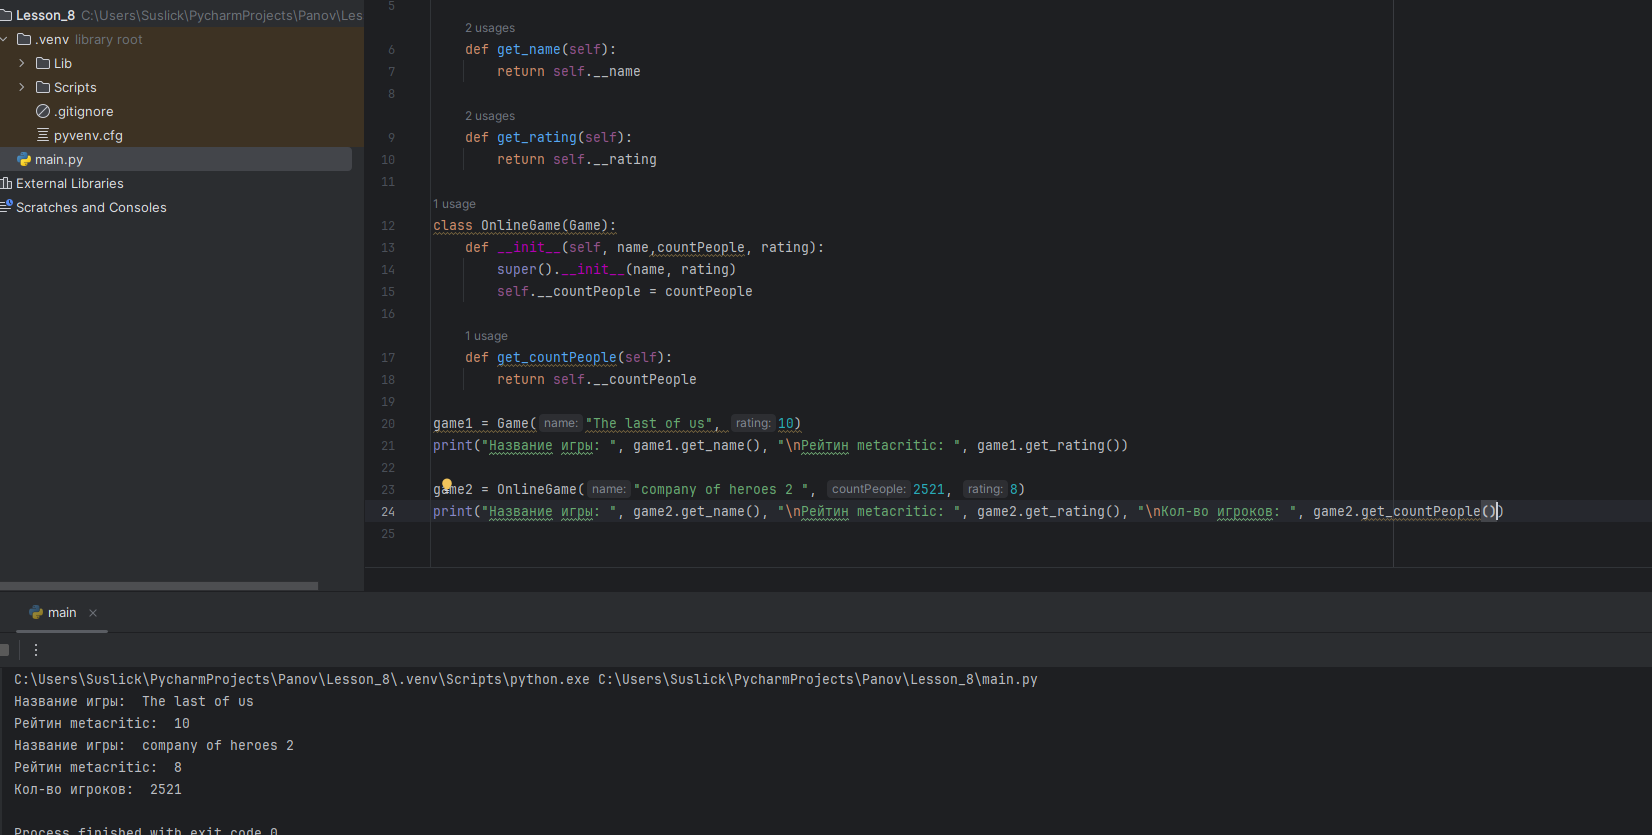 Lesson_8 C:\Users\Suslick\PycharmProjects\Panov\Les
.venv library root
Lib
Scripts
.gitignore
pyvenv.cfg
main.py
External Libraries
Scratches and Consoles
5
2 usages
6 def get_name(self):
7 return self.__name
8
2 usages
9 def get_rating(self):
10 return self.__rating
11
1 usage
12 class OnlineGame(Game):
13 def __init__(self, name,countPeople, rating):
14 super().__init__(name, rating)
15 self.__countPeople = countPeople
16
1 usage
17 def get_countPeople(self):
18 return self.__countPeople
19
20 game1 = Game( name: "The last of us", rating: 10)
21 print("Название игры: ", game1.get_name(), "\nРейтин metacritic: ", game1.get_rating())
22
23 game2 = OnlineGame( name: "company of heroes 2 ", countPeople: 2521, rating: 8)
24 print("Название игры: ", game2.get_name(), "\nРейтин metacritic: ", game2.get_rating(), "\nКол-во игроков: ", game2.get_countPeople())
25
main
C:\Users\Suslick\PycharmProjects\Panov\Lesson_8\.venv\Scripts\python.exe C:\Users\Suslick\PycharmProjects\Panov\Lesson_8\main.py
Название игры:  The last of us
Рейтин metacritic:  10
Название игры:  company of heroes 2
Рейтин metacritic:  8
Кол-во игроков:  2521
Process finished with exit code 0